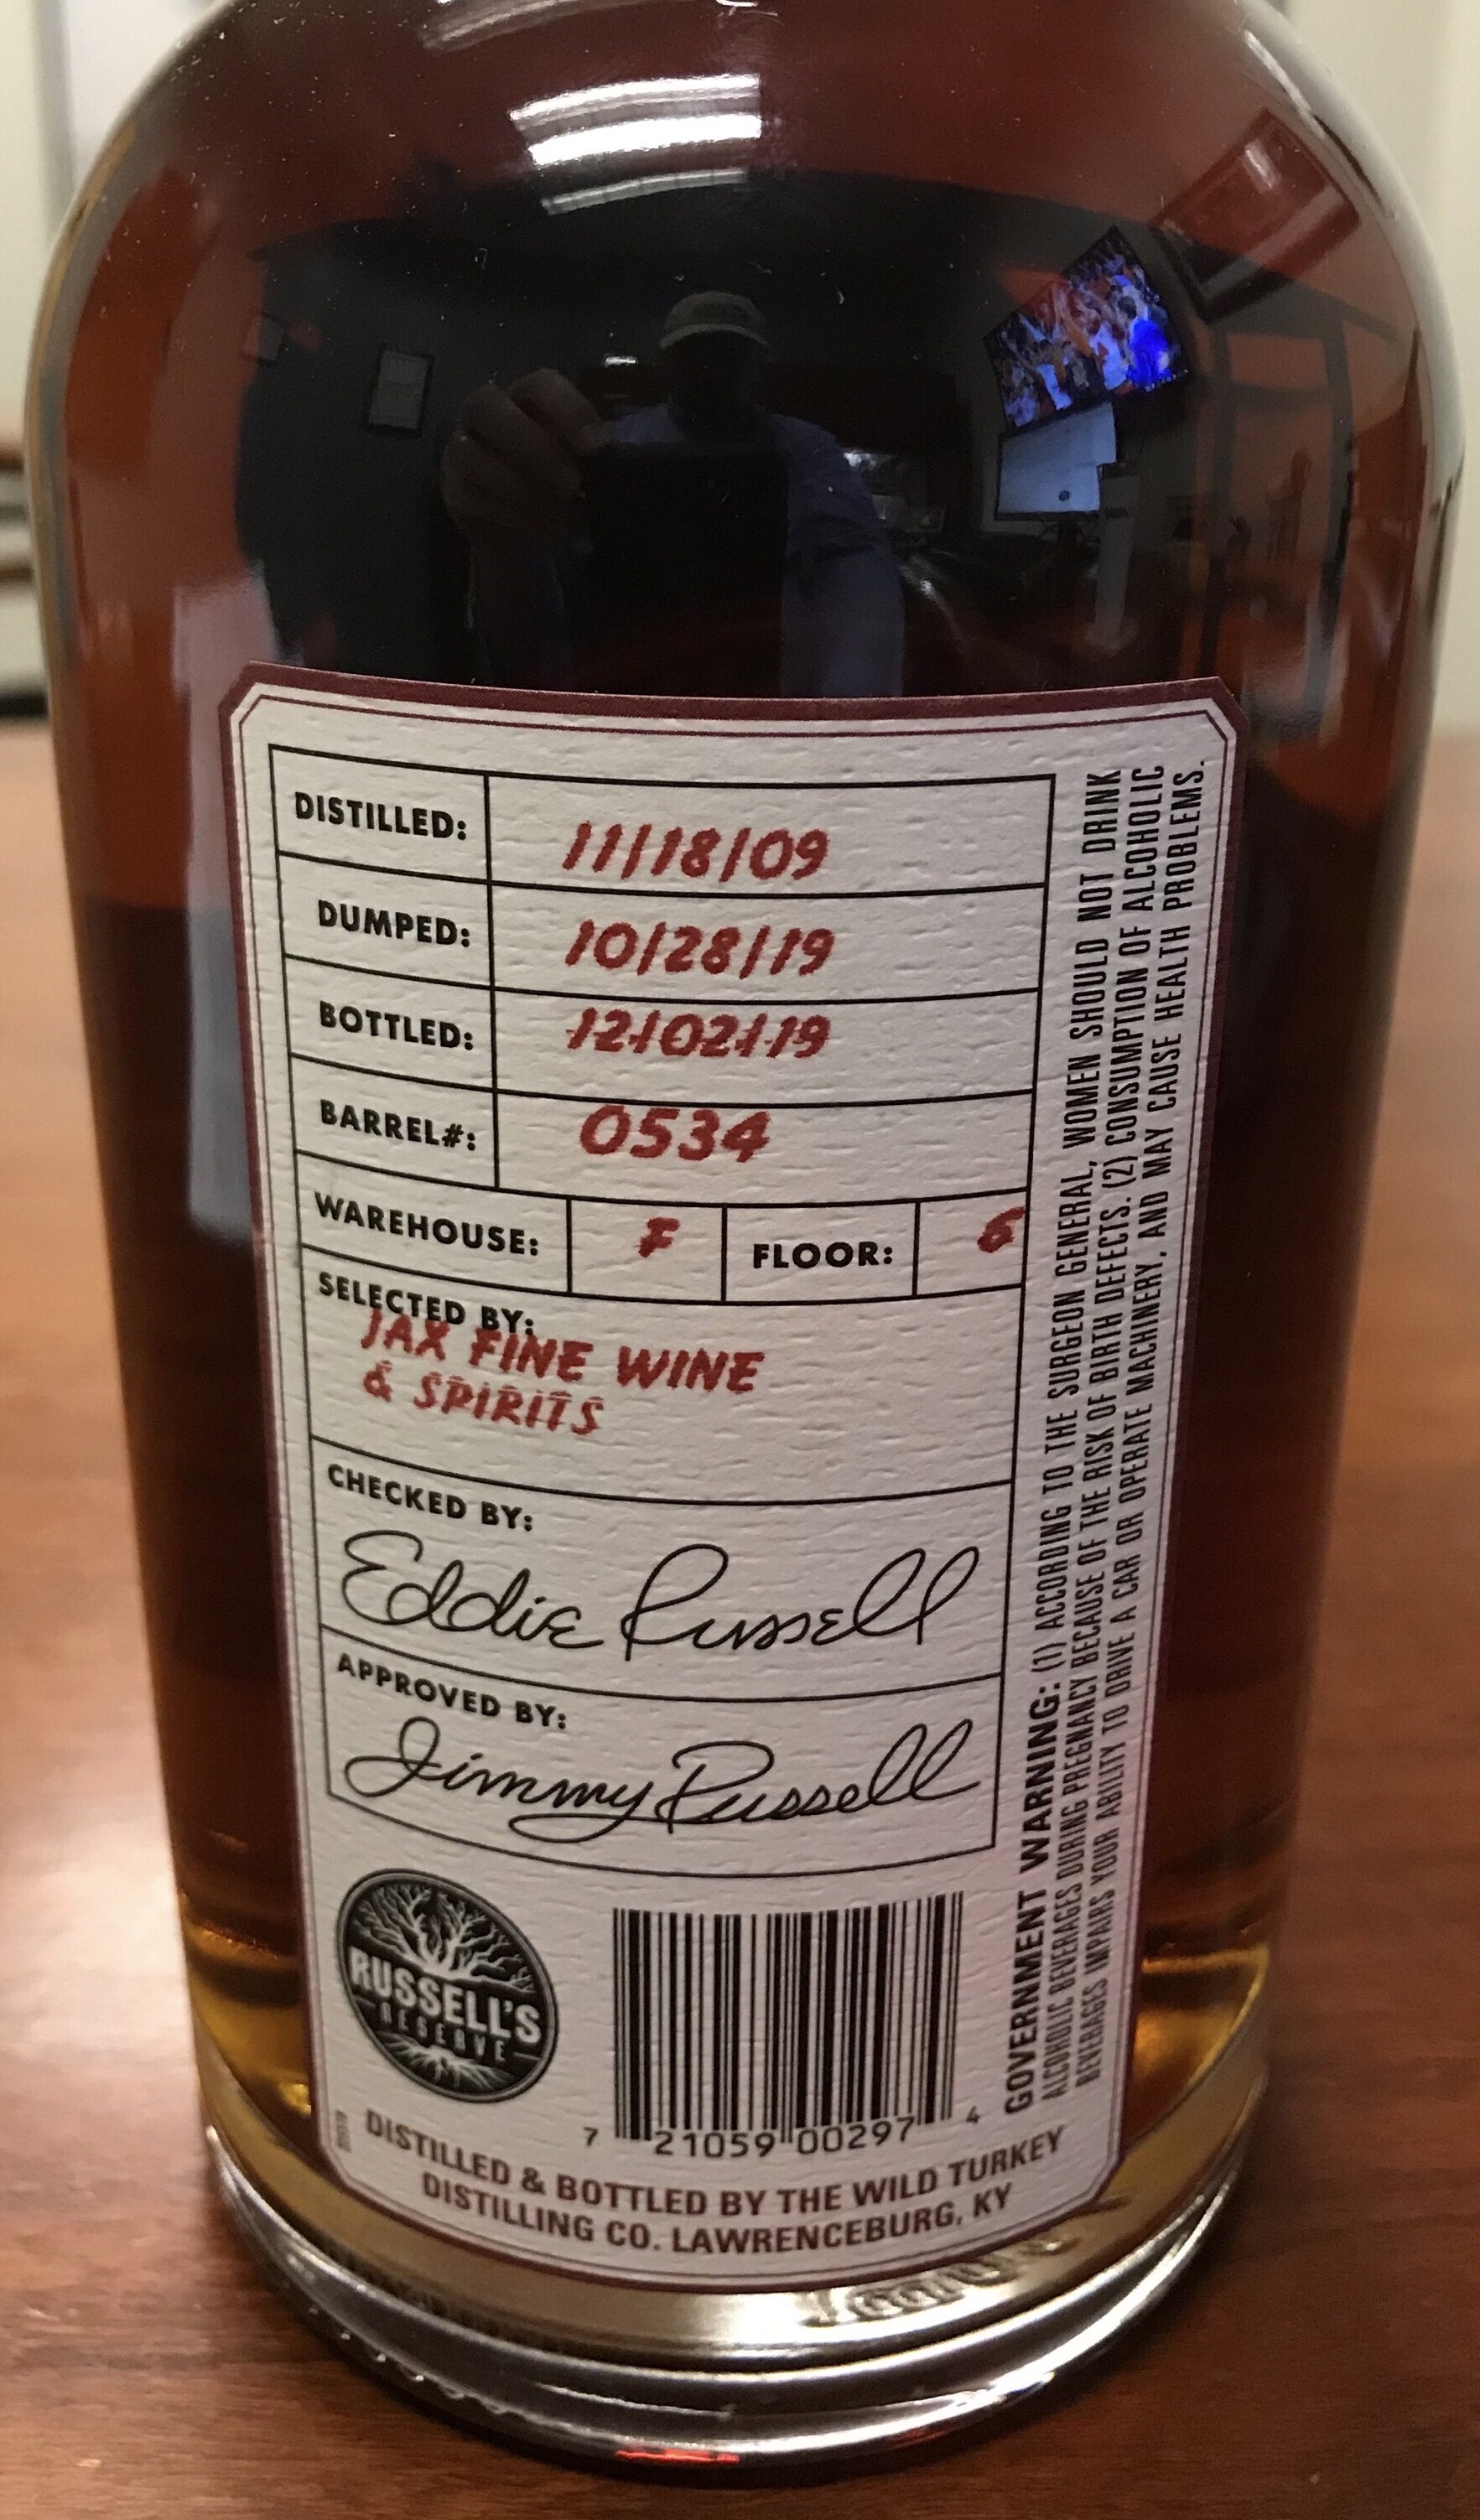 DISTILLED: 11/18/09
DUMPED: 10/28/19
BOTTLED: 12/02/19
BARREL#: 0534
WAREHOUSE: F FLOOR: 6
SELECTED BY:
JAX FINE WINE
& SPIRITS
CHECKED BY:
Eddie Russell
APPROVED BY:
Jimmy Russell
RUSSELL'S
RESERVE
7 21059 00297 4
DISTILLED & BOTTLED BY THE WILD TURKEY
DISTILLING CO. LAWRENCEBURG, KY
GOVERNMENT WARNING: (1) ACCORDING TO THE SURGEON GENERAL, WOMEN SHOULD NOT DRINK
ALCOHOLIC BEVERAGES DURING PREGNANCY BECAUSE OF THE RISK OF BIRTH DEFECTS. (2) CONSUMPTION OF ALCOHOLIC
BEVERAGES IMPAIRS YOUR ABILITY TO DRIVE A CAR OR OPERATE MACHINERY, AND MAY CAUSE HEALTH PROBLEMS.